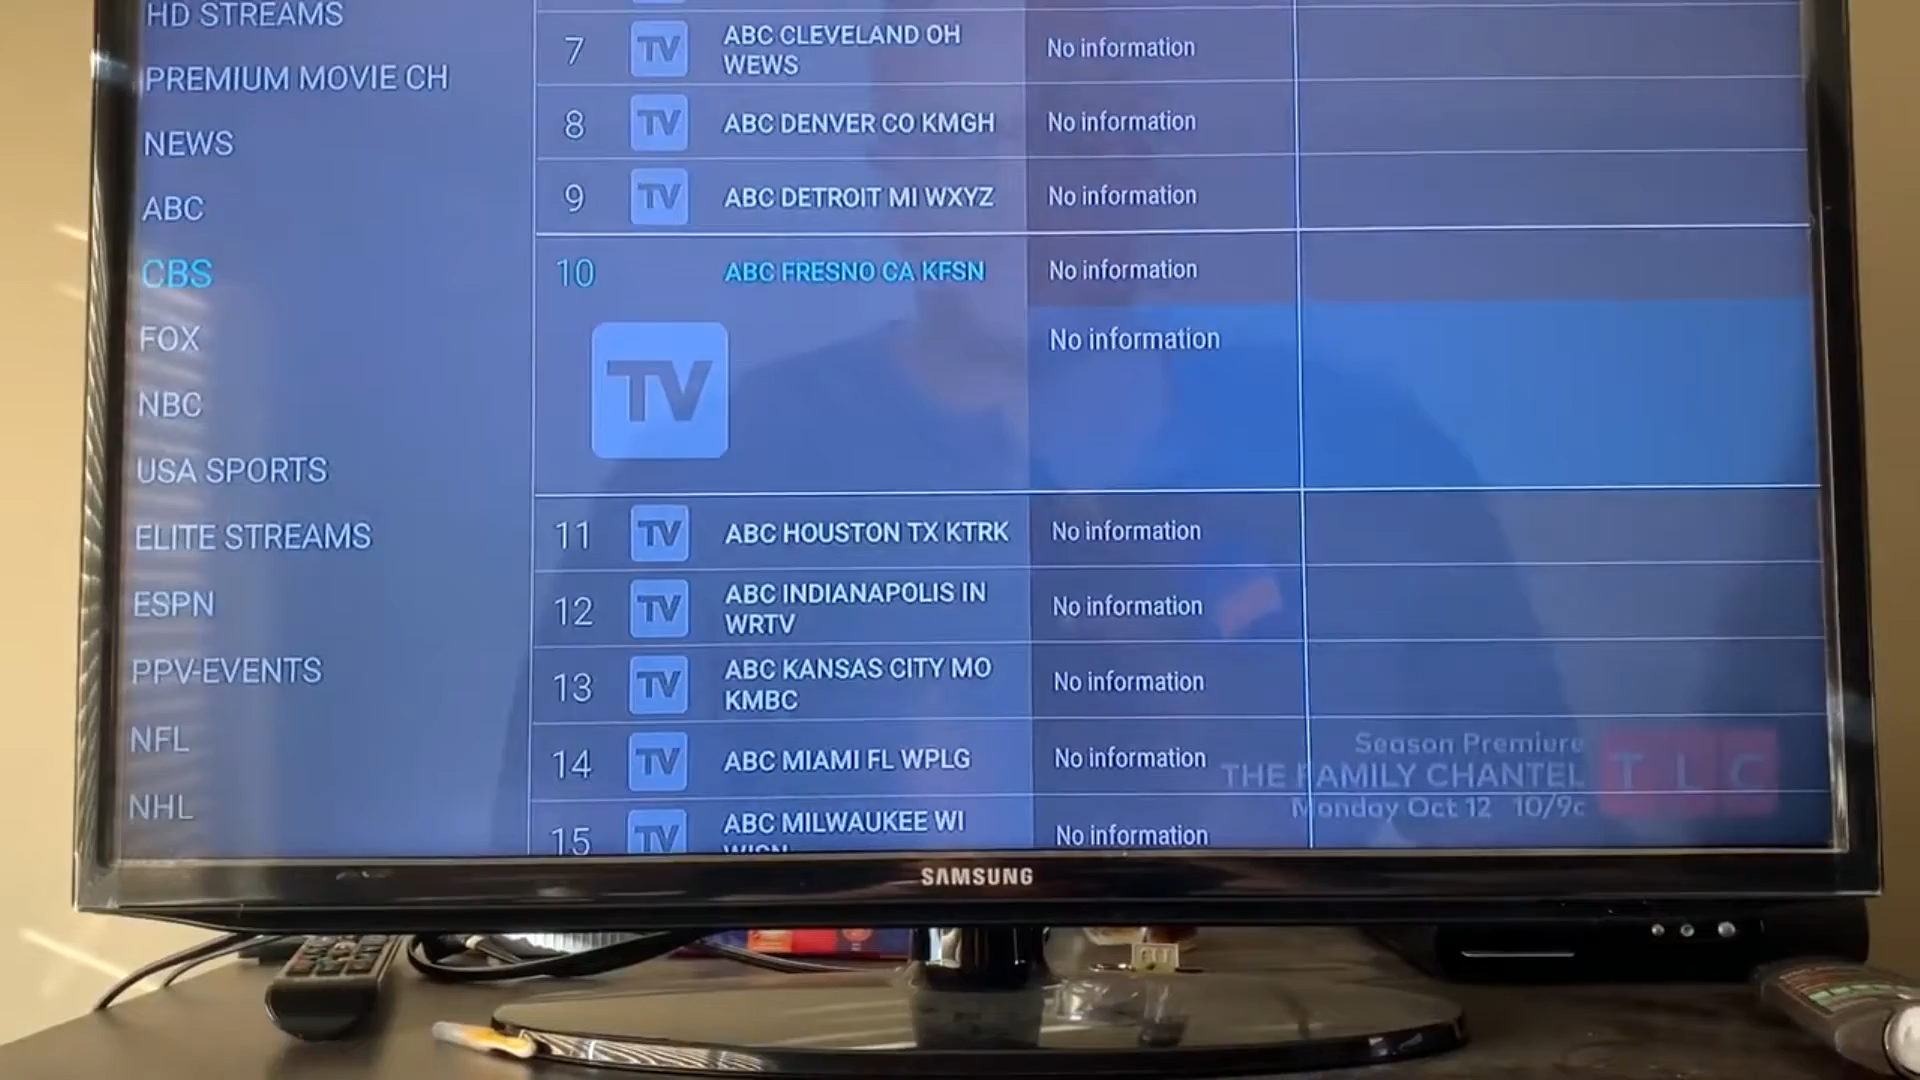 HD STREAMS
PREMIUM MOVIE CH
NEWS
ABC
CBS
FOX
NBC
USA SPORTS
ELITE STREAMS
ESPN
PPV-EVENTS
NFL
NHL
7 TV ABC CLEVELAND OH
WEWS
No information
8 TV ABC DENVER CO KMGH No information
9 TV ABC DETROIT MI WXYZ No information
10 ABC FRESNO CA KFSN No information
TV
No information
11 TV ABC HOUSTON TX KTRK No information
12 TV ABC INDIANAPOLIS IN
WRTV
No information
13 TV ABC KANSAS CITY MO
KMBC
No information
14 TV ABC MIAMI FL WPLG No information
15 TV ABC MILWAUKEE WI
WISN
No information
Season Premiere
THE FAMILY CHANTEL
Monday Oct 12 10/9c
TLC
SAMSUNG